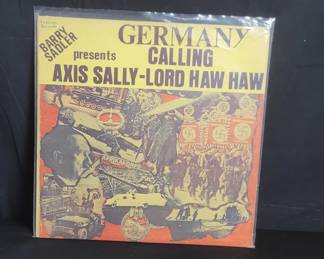 BARRY SADLER
presents
GERMANY
CALLING
AXIS SALLY-LORD HAW HAW